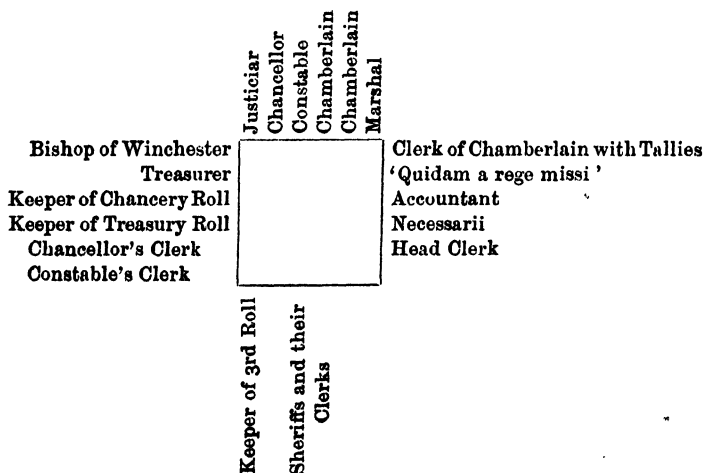 Justiciar
Chancellor
Constable
Chamberlain
Chamberlain
Marshal
Bishop of Winchester
Treasurer
Keeper of Chancery Roll
Keeper of Treasury Roll
Chancellor's Clerk
Constable's Clerk
Clerk of Chamberlain with Tallies
'Quidam a rege missi'
Accountant
Necessarii
Head Clerk
Keeper of 3rd Roll
Sheriffs and their
Clerks